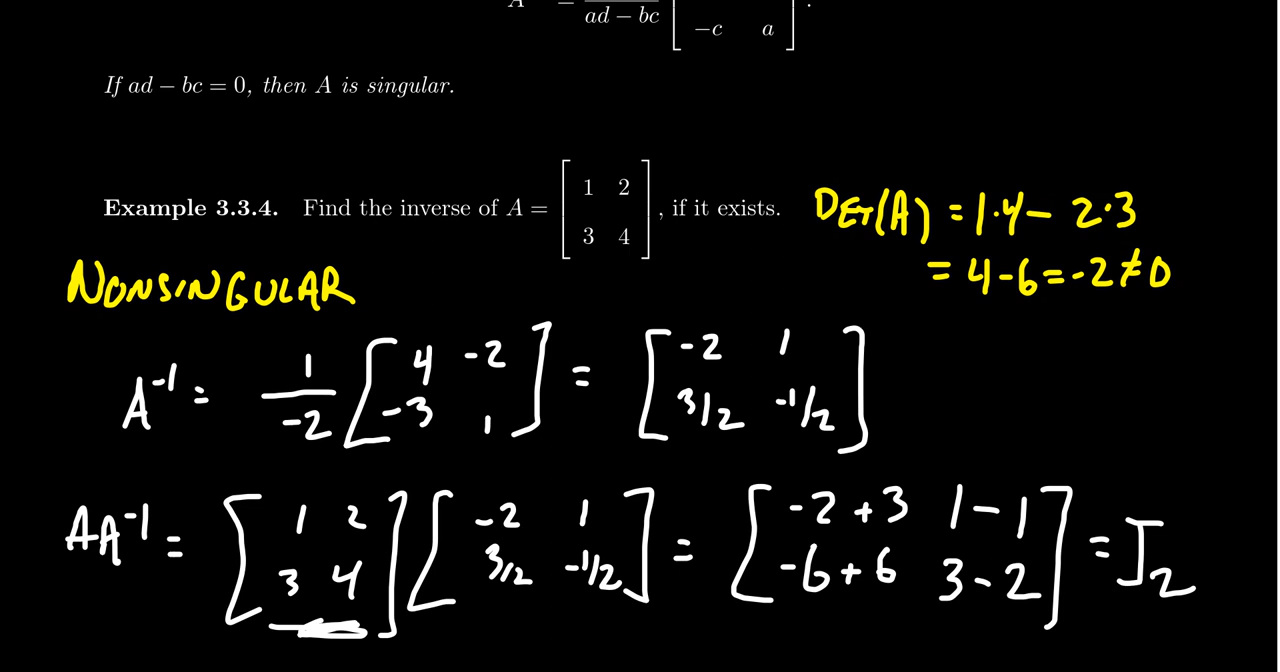 A = ad − bc [ −c a ] .
If ad − bc = 0, then A is singular.
Example 3.3.4. Find the inverse of A = [ 1 2 ; 3 4 ] , if it exists.
DET(A) = 1·4 − 2·3
= 4 − 6 = -2 ≠ 0
NONSINGULAR
A⁻¹ = 1/-2 [ 4 -2 ; -3 1 ] = [ -2 1 ; 3/2 -1/2 ]
AA⁻¹ = [ 1 2 ; 3 4 ] [ -2 1 ; 3/2 -1/2 ] = [ -2+3 1-1 ; -6+6 3-2 ] = I₂